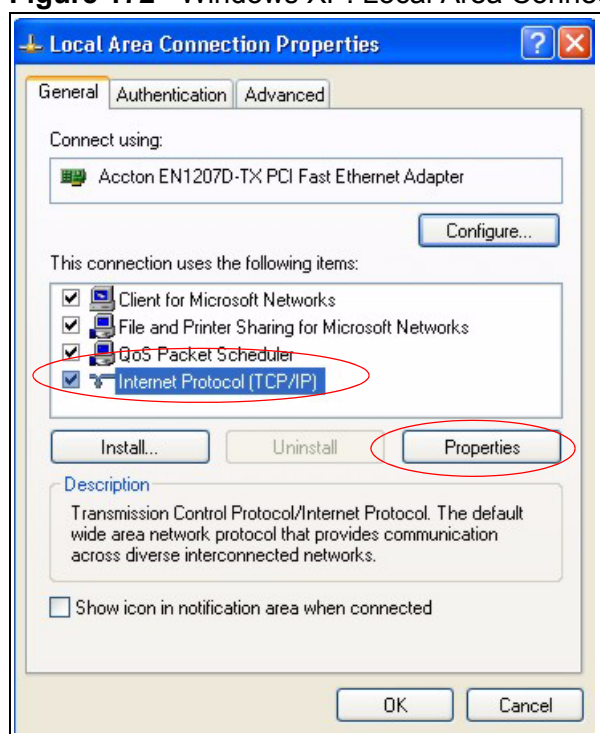 Local Area Connection Properties
General Authentication Advanced
Connect using:
Accton EN1207D-TX PCI Fast Ethernet Adapter
Configure...
This connection uses the following items:
Client for Microsoft Networks
File and Printer Sharing for Microsoft Networks
QoS Packet Scheduler
Internet Protocol (TCP/IP)
Install... Uninstall Properties
Description
Transmission Control Protocol/Internet Protocol. The default
wide area network protocol that provides communication
across diverse interconnected networks.
Show icon in notification area when connected
OK Cancel